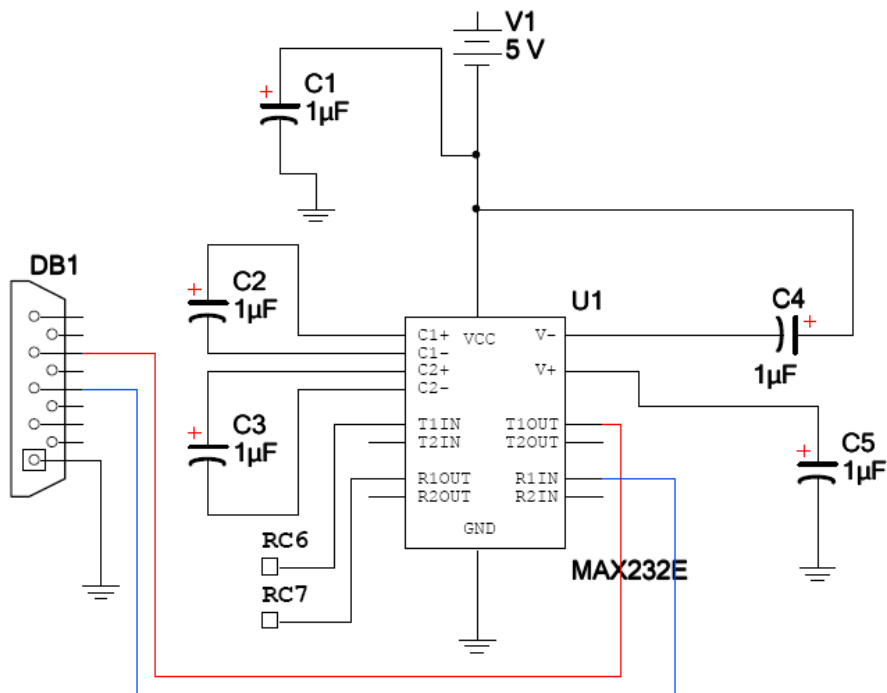 V1
5 V
C1
1µF
DB1
C2
1µF
U1
C4
1µF
C1+
C1-
C2+
C2-
VCC
V-
V+
C3
1µF
T1IN
T2IN
T1OUT
T2OUT
C5
1µF
R1OUT
R2OUT
R1IN
R2IN
GND
RC6
RC7
MAX232E